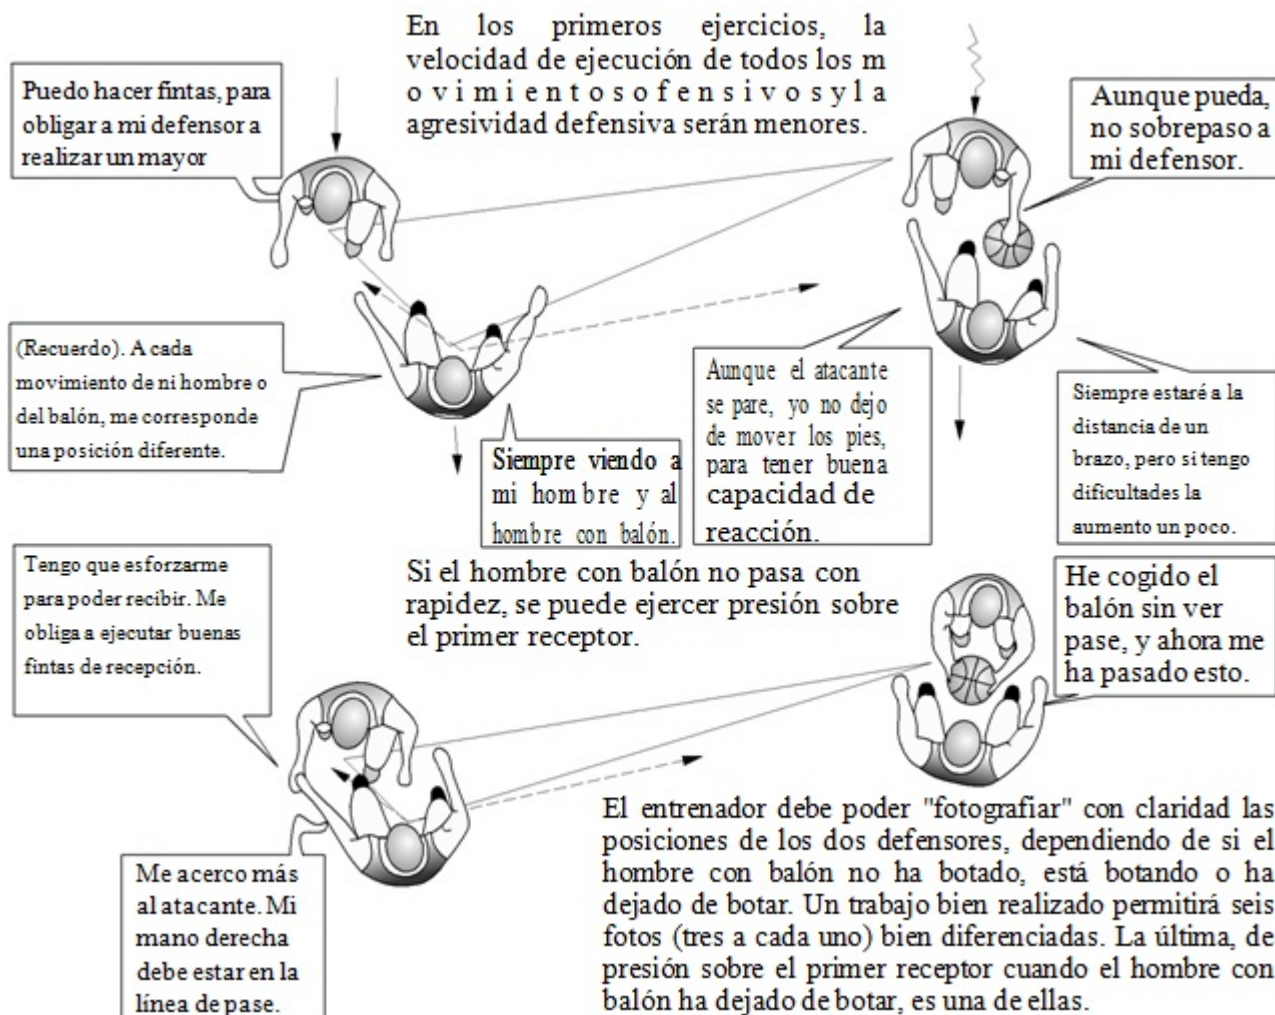 En los primeros ejercicios, la
velocidad de ejecución de todos los m
o v i m i e n t o s o f e n s i v o s y l a
agresividad defensiva serán menores.
Puedo hacer fintas, para
obligar a mi defensor a
realizar un mayor
Aunque pueda,
no sobrepaso a
mi defensor.
(Recuerdo). A cada
movimiento de ni hombre o
del balón, me corresponde
una posición diferente.
Siempre viendo a
mi hombre y al
hombre con balón.
Aunque el atacante
se pare, yo no dejo
de mover los pies,
para tener buena
capacidad de
reacción.
Siempre estaré a la
distancia de un
brazo, pero si tengo
dificultades la
aumento un poco.
Tengo que esforzarme
para poder recibir. Me
obliga a ejecutar buenas
fintas de recepción.
Si el hombre con balón no pasa con
rapidez, se puede ejercer presión sobre
el primer receptor.
He cogido el
balón sin ver
pase, y ahora me
ha pasado esto.
Me acerco más
al atacante. Mi
mano derecha
debe estar en la
línea de pase.
El entrenador debe poder "fotografiar" con claridad las
posiciones de los dos defensores, dependiendo de si el
hombre con balón no ha botado, está botando o ha
dejado de botar. Un trabajo bien realizado permitirá seis
fotos (tres a cada uno) bien diferenciadas. La última, de
presión sobre el primer receptor cuando el hombre con
balón ha dejado de botar, es una de ellas.